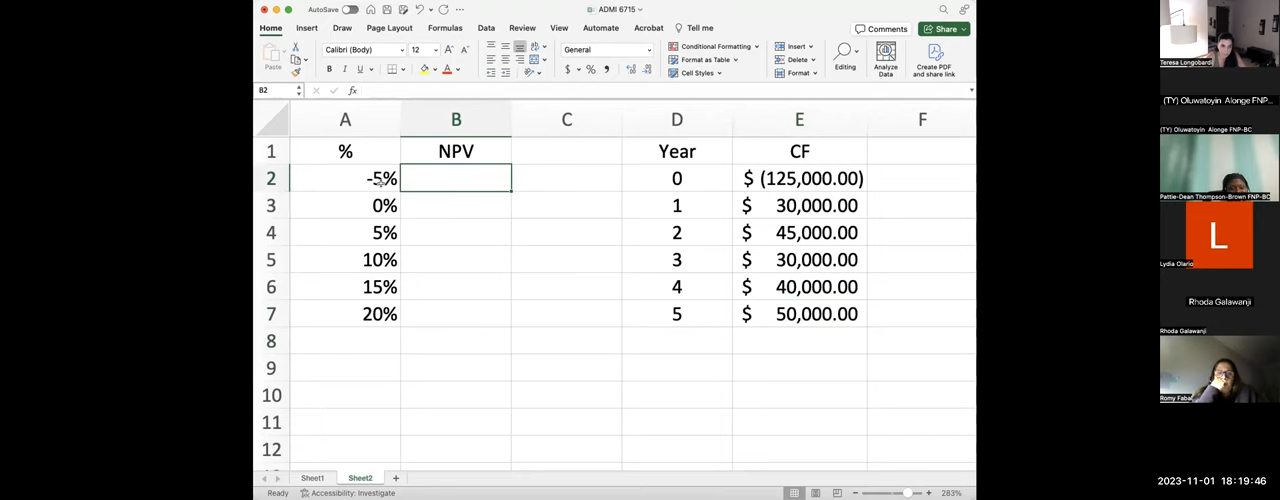 AutoSave
ADMI 6715
Home Insert Draw Page Layout Formulas Data Review View Automate Acrobat Tell me
Comments Share
Paste
Calibri (Body) 12
General
Conditional Formatting
Format as Table
Cell Styles
Insert
Delete
Format
Editing
Analyze Data
Create PDF and share link
B2 fx
A B C D E F
1 % NPV Year CF
2 -5% 0 $ (125,000.00)
3 0% 1 $ 30,000.00
4 5% 2 $ 45,000.00
5 10% 3 $ 30,000.00
6 15% 4 $ 40,000.00
7 20% 5 $ 50,000.00
8
9
10
11
12
Sheet1 Sheet2 +
Ready Accessibility: Investigate 283%
Teresa Longobardi
(TY) Oluwatoyin Alonge FNP...
(TY) Oluwatoyin Alonge FNP-BC
Pattie-Dean Thompson-Brown FNP-BC
L
Lydia Olario
Rhoda Galawanji
Rhoda Galawanji
Romy Fabal
2023-11-01 18:19:46